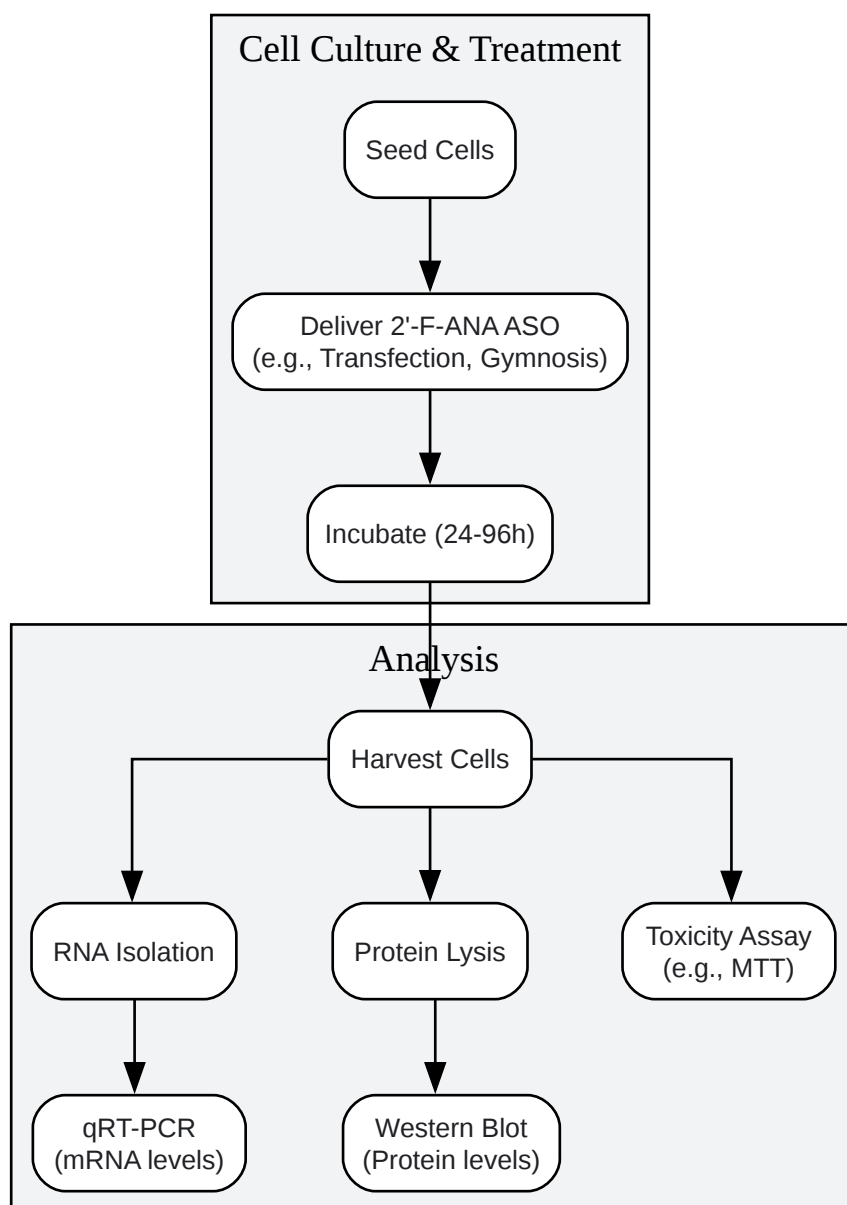 Cell Culture & Treatment
Seed Cells
Deliver 2'-F-ANA ASO
(e.g., Transfection, Gymnosis)
Incubate (24-96h)
Analysis
Harvest Cells
RNA Isolation
Protein Lysis
Toxicity Assay
(e.g., MTT)
qRT-PCR
(mRNA levels)
Western Blot
(Protein levels)